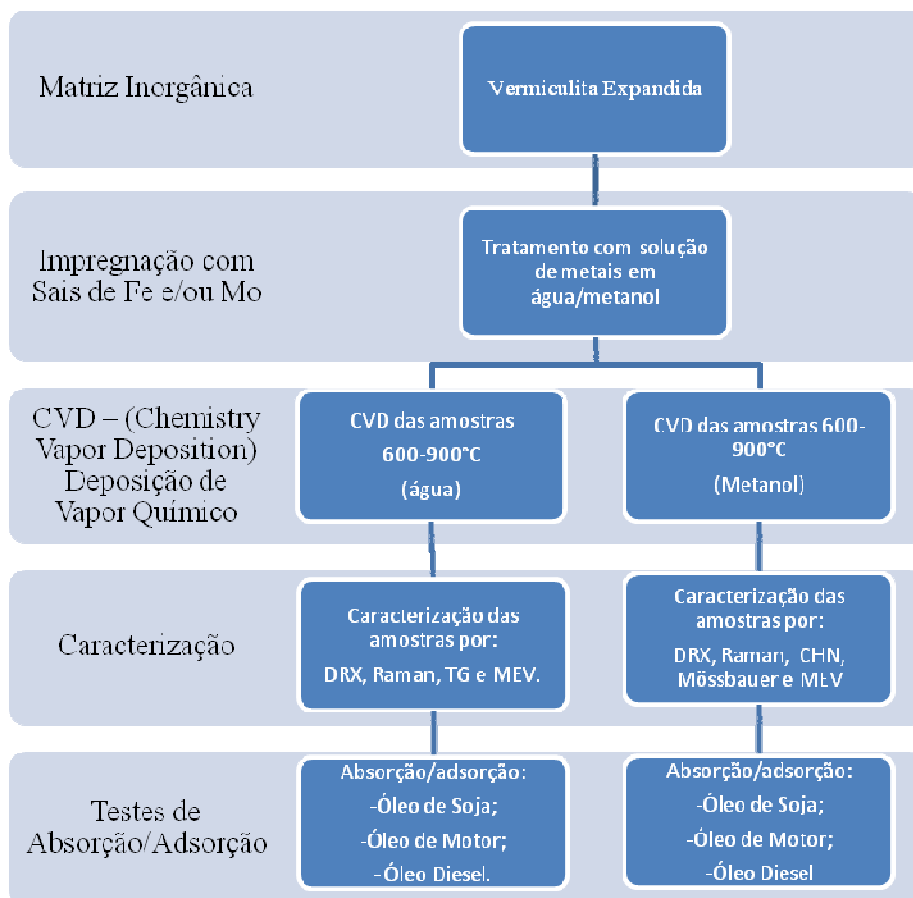 Matriz Inorgânica
Vermiculita Expandida
Impregnação com
Sais de Fe e/ou Mo
Tratamento com solução
de metais em
água/metanol
CVD – (Chemistry
Vapor Deposition)
Deposição de
Vapor Químico
CVD das amostras
600-900°C
(água)
CVD das amostras 600-
900°C
(Metanol)
Caracterização
Caracterização das
amostras por:
DRX, Raman, TG e MEV.
Caracterização das
amostras por:
DRX, Raman, CHN,
Mössbauer e MEV
Testes de
Absorção/Adsorção
Absorção/adsorção:
-Óleo de Soja;
-Óleo de Motor;
-Óleo Diesel.
Absorção/adsorção:
-Óleo de Soja;
-Óleo de Motor;
-Óleo Diesel